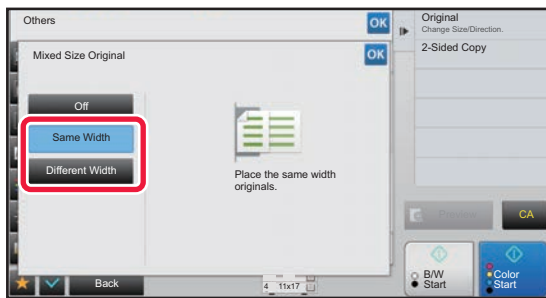 Others
OK
Original
Change Size/Direction.
Mixed Size Original
OK
2-Sided Copy
Off
Same Width
Different Width
Place the same width
originals.
Preview
CA
Back
4 11x17
B/W
Start
Color
Start